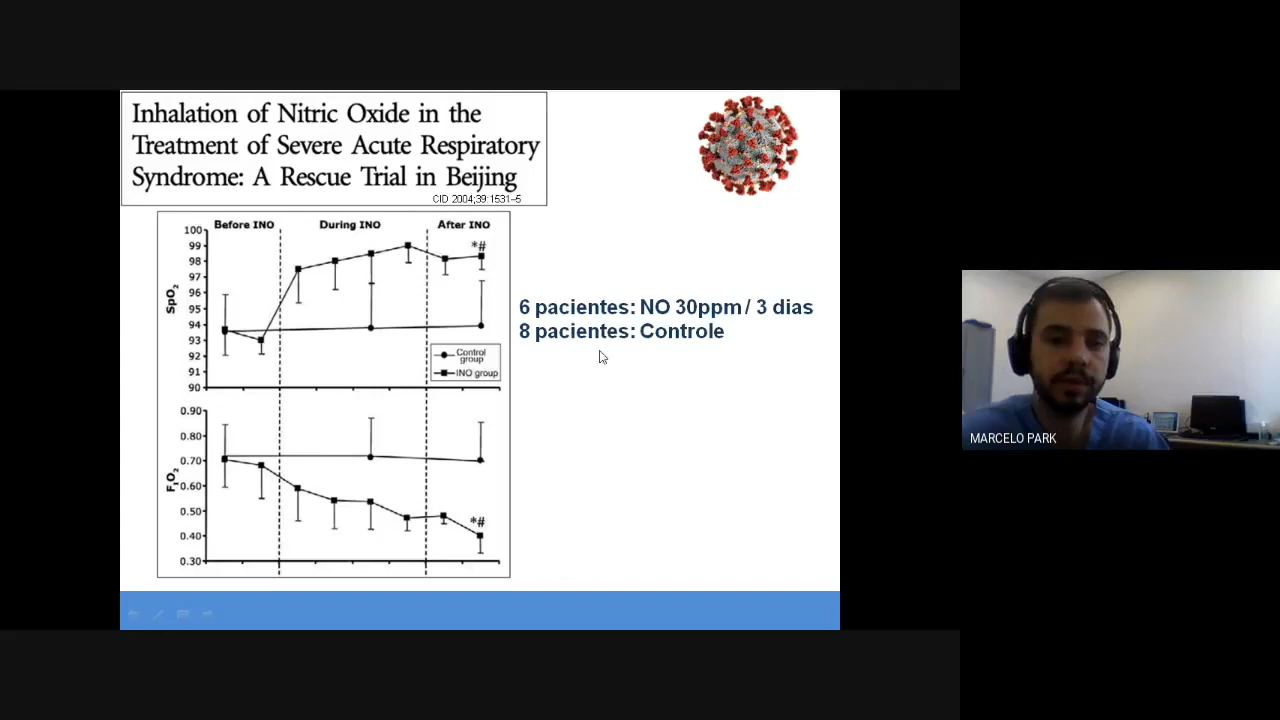 Inhalation of Nitric Oxide in the
Treatment of Severe Acute Respiratory
Syndrome: A Rescue Trial in Beijing
CID 2004;39:1531–5
Before INO During INO After INO
100
99
98
97
96
95
94
93
92
91
90
SpO₂
*#
Control group
INO group
6 pacientes: NO 30ppm / 3 dias
8 pacientes: Controle
0.90
0.80
0.70
0.60
0.50
0.40
0.30
FIO₂
*#
MARCELO PARK